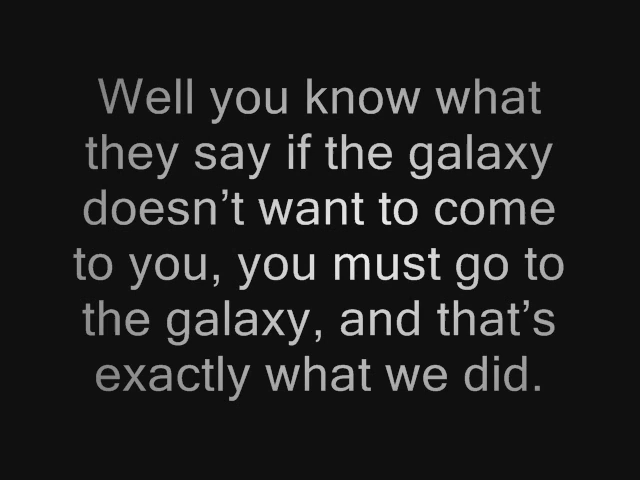 Well you know what
they say if the galaxy
doesn’t want to come
to you, you must go to
the galaxy, and that’s
exactly what we did.